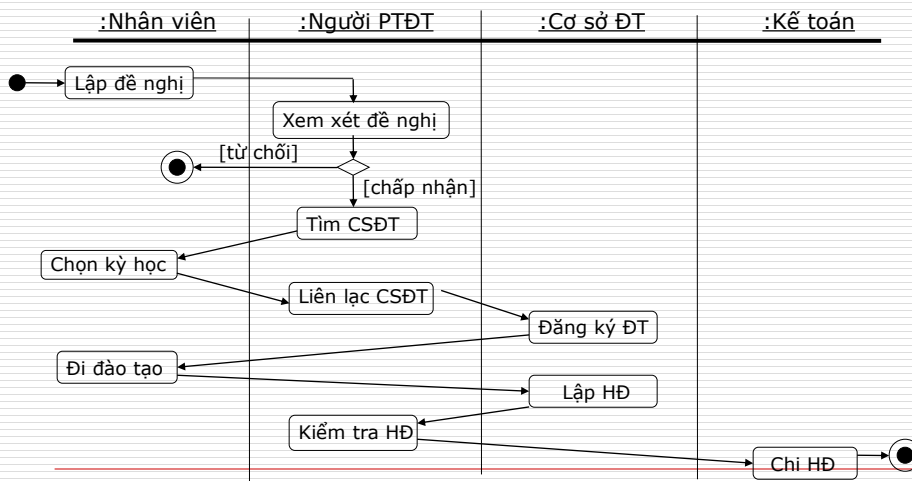 :Nhân viên
:Người PTĐT
:Cơ sở ĐT
:Kế toán
Lập đề nghị
Xem xét đề nghị
[từ chối]
[chấp nhận]
Tìm CSĐT
Chọn kỳ học
Liên lạc CSĐT
Đăng ký ĐT
Đi đào tạo
Lập HĐ
Kiểm tra HĐ
Chi HĐ